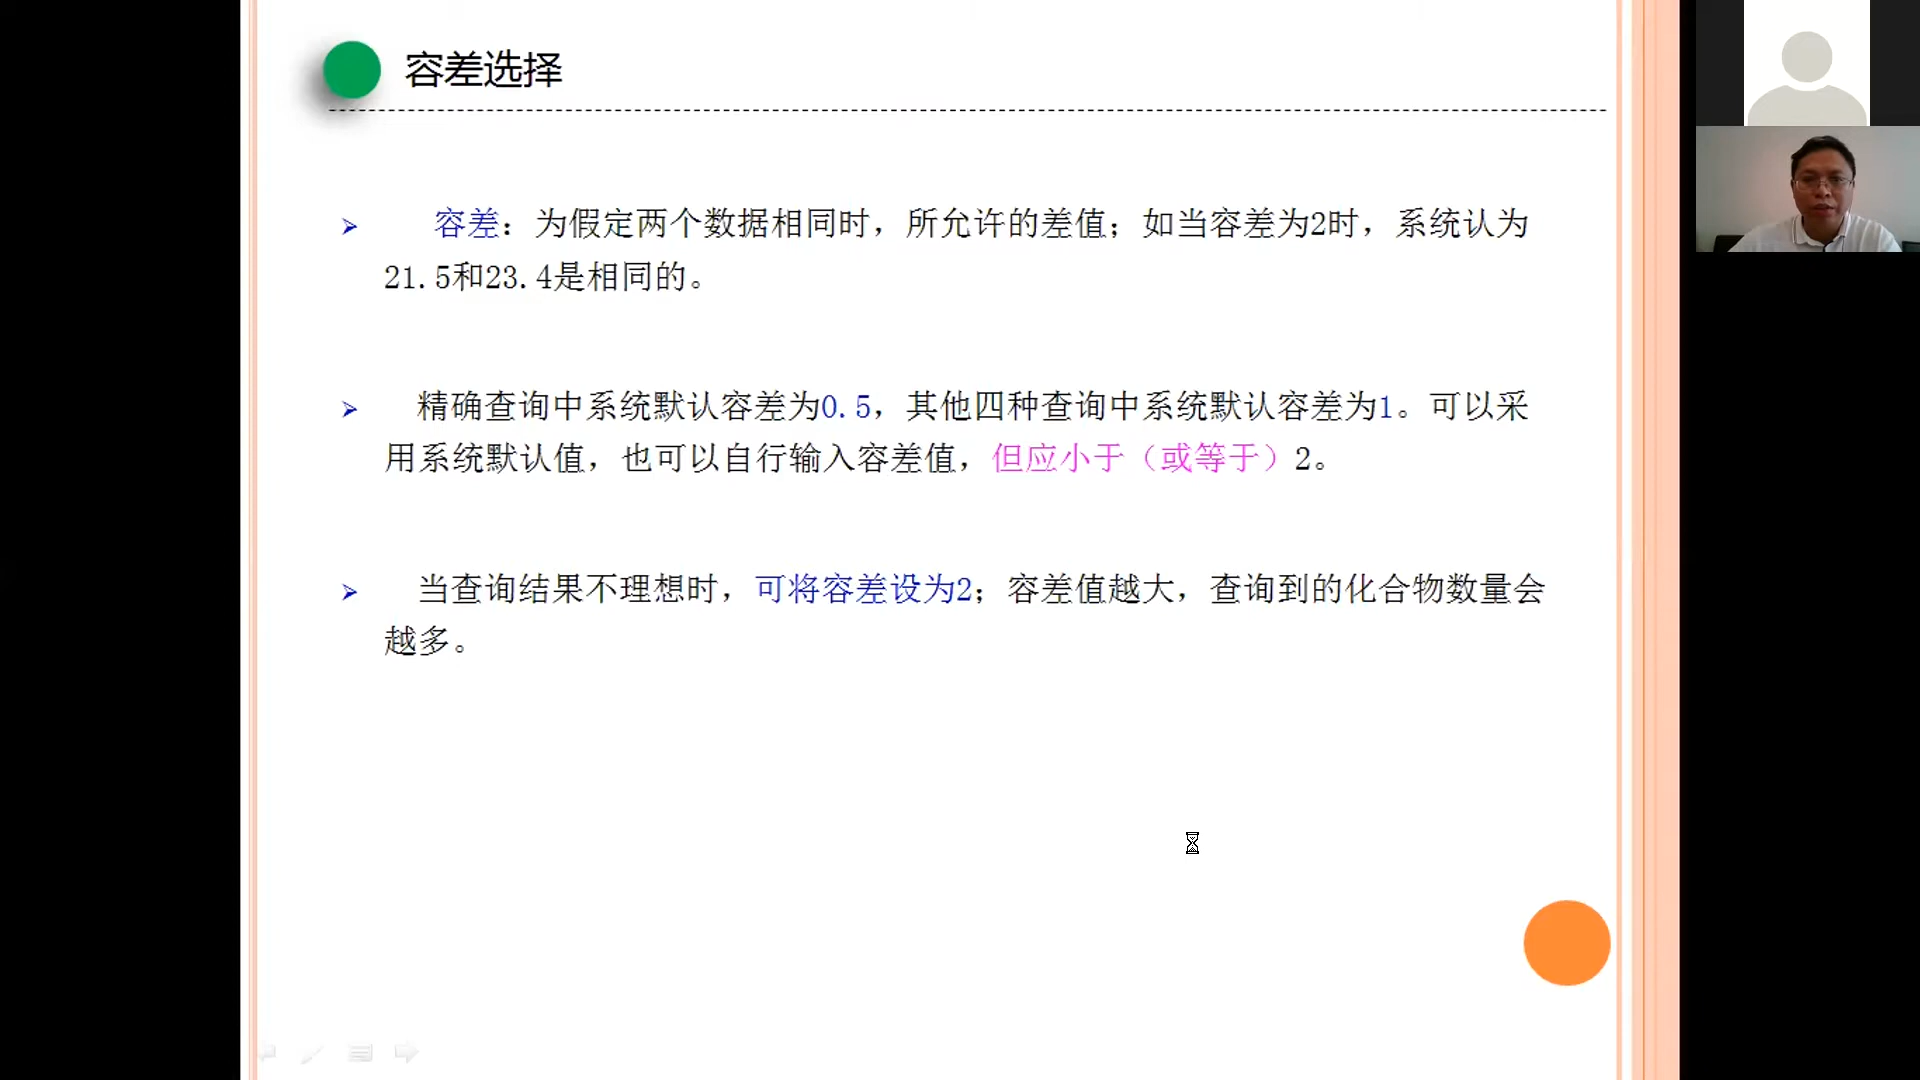 容差选择
容差：为假定两个数据相同时，所允许的差值；如当容差为2时，系统认为
21.5和23.4是相同的。
精确查询中系统默认容差为0.5，其他四种查询中系统默认容差为1。可以采
用系统默认值，也可以自行输入容差值，但应小于（或等于）2。
当查询结果不理想时，可将容差设为2；容差值越大，查询到的化合物数量会
越多。